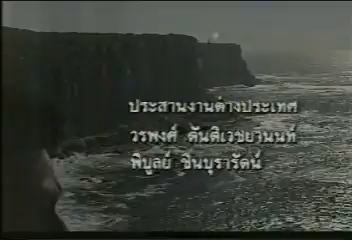 ประสานงานต่างประเทศ
วรพงศ์ ตันติเวชยานนท์
พิบูลย์ ชินบุรารัตน์